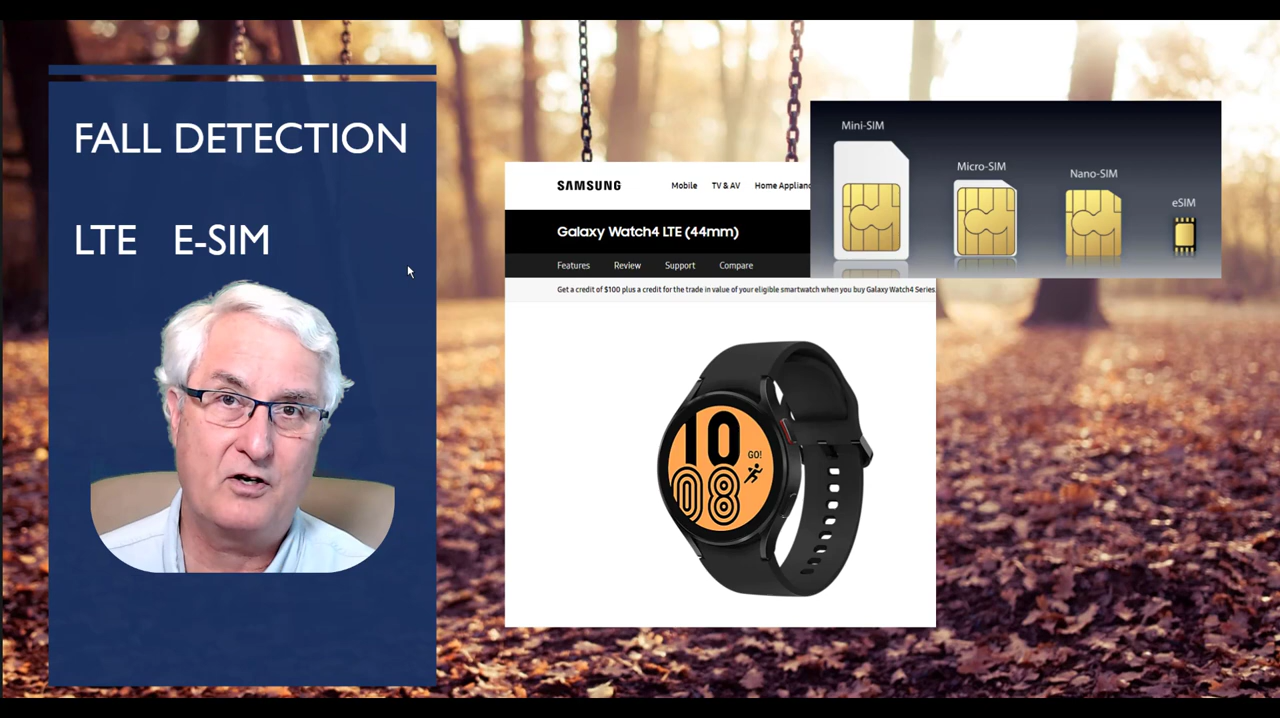 FALL DETECTION
LTE E-SIM
SAMSUNG
Mobile TV & AV Home Applianc
Galaxy Watch4 LTE (44mm)
Features Review Support Compare
Get a credit of $100 plus a credit for the trade in value of your eligible smartwatch when you buy Galaxy Watch4 Series.
10
08
GO!
Mini-SIM
Micro-SIM
Nano-SIM
eSIM